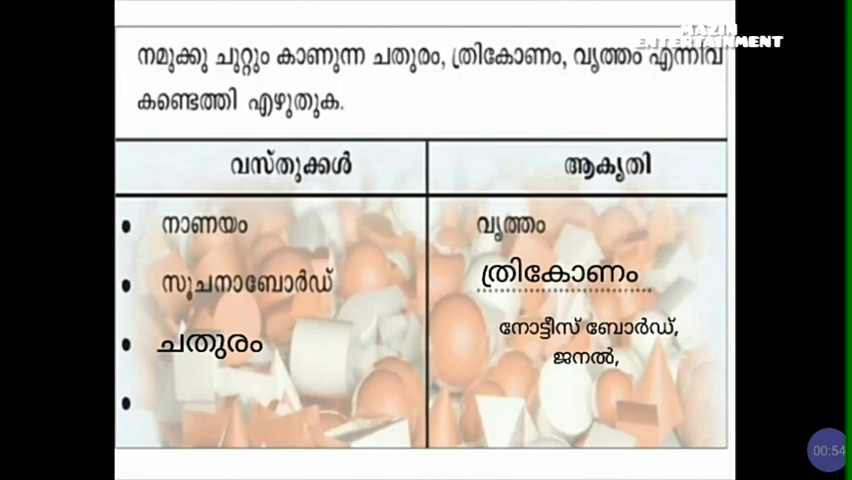 MAZIN
ENTERTAINMENT
നമുക്കു ചുറ്റും കാണുന്ന ചതുരം, ത്രികോണം, വൃത്തം എന്നിവ
കണ്ടെത്തി എഴുതുക.
വസ്തുക്കൾ ആകൃതി
• നാണയം വൃത്തം
• സൂചനാബോർഡ് ത്രികോണം
• ചതുരം നോട്ടീസ് ബോർഡ്,
ജനൽ,
•
00:54